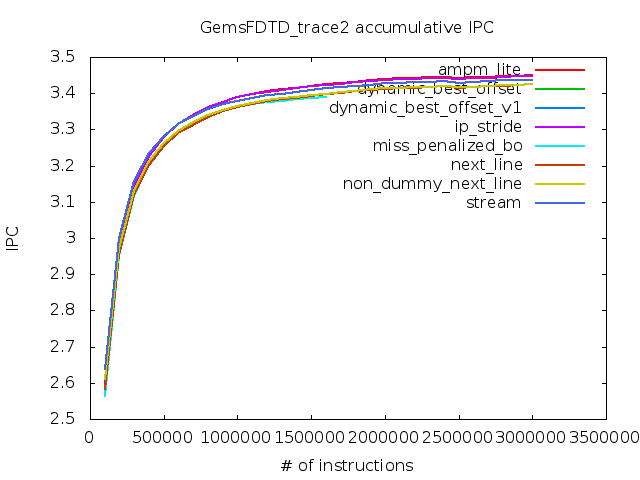 GemsFDTD_trace2 accumulative IPC
3.5
3.4
3.3
3.2
3.1
3
2.9
2.8
2.7
2.6
2.5
IPC
ampm_lite
dynamic_best_offset
dynamic_best_offset_v1
ip_stride
miss_penalized_bo
next_line
non_dummy_next_line
stream
0 500000 1000000 1500000 2000000 2500000 3000000 3500000
# of instructions